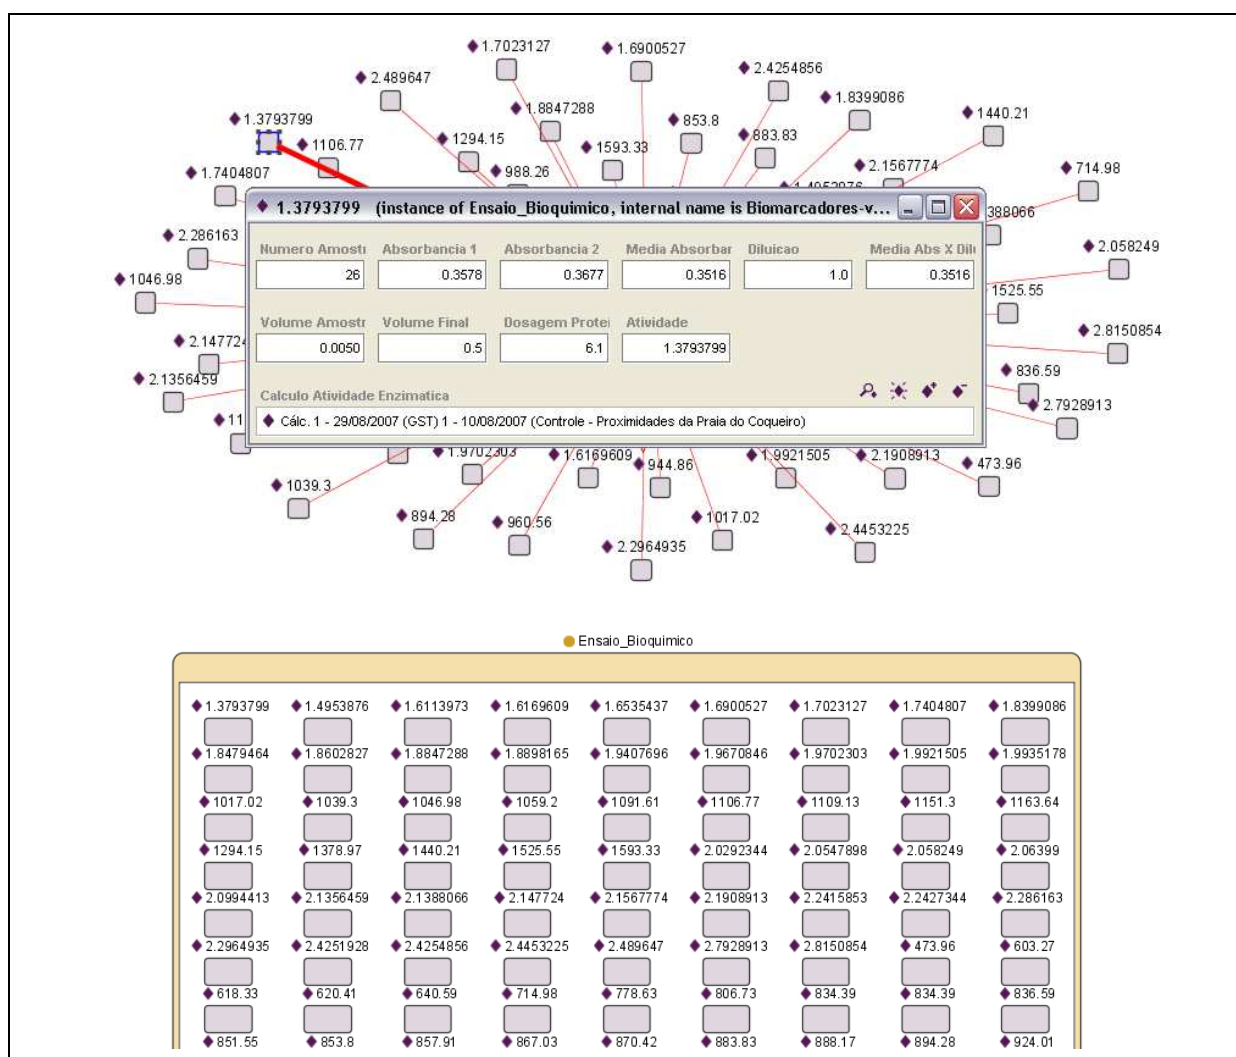 1.7023127
1.6900527
2.489647
2.4254856
1.8399086
1.3793799
1.8847288
853.8
883.83
1440.21
1106.77
1294.15
1593.33
1.7404807
988.26
2.1567774
714.98
1.3793799 (instance of Ensaio_Bioquimico, internal name is Biomarcadores-v...
388066
2.286163
2.058249
Numero Amostr Absorbancia 1 Absorbancia 2 Media Absorbar Diluicao Media Abs X Dilu
26 0.3578 0.3677 0.3516 1.0 0.3516
1046.98
1525.55
Volume Amostr Volume Final Dosagem Protei Atividade
0.0050 0.5 6.1 1.3793799
2.147724
2.8150854
2.1356459
836.59
Calculo Atividade Enzimatica
2.7928913
11
Cálc. 1 - 29/08/2007 (GST) 1 - 10/08/2007 (Controle - Proximidades da Praia do Coqueiro)
1.9702303
1.6169609
944.86
1.9921505
2.1908913
473.96
1039.3
894.28
960.56
1017.02
2.4453225
2.2964935
Ensaio_Bioquimico
1.3793799 1.4953876 1.6113973 1.6169609 1.6535437 1.6900527 1.7023127 1.7404807 1.8399086
1.8479464 1.8602827 1.8847288 1.8898165 1.9407696 1.9670846 1.9702303 1.9921505 1.9935178
1017.02 1039.3 1046.98 1059.2 1091.61 1106.77 1109.13 1151.3 1163.64
1294.15 1378.97 1440.21 1525.55 1593.33 2.0292344 2.0547898 2.058249 2.06399
2.0994413 2.1356459 2.1388066 2.147724 2.1567774 2.1908913 2.2415853 2.2427344 2.286163
2.2964935 2.4251928 2.4254856 2.4453225 2.489647 2.7928913 2.8150854 473.96 603.27
618.33 620.41 640.59 714.98 778.63 806.73 834.39 834.39 836.59
851.55 853.8 857.91 867.03 870.42 883.83 888.17 894.28 924.01